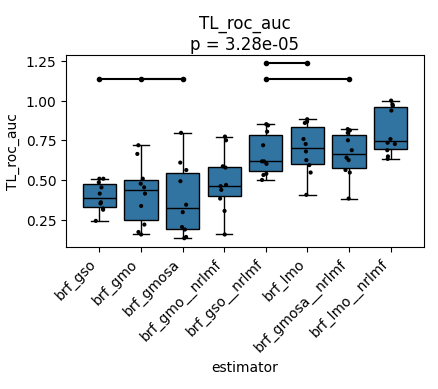 TL_roc_auc
p = 3.28e-05
TL_roc_auc
1.25
1.00
0.75
0.50
0.25
brf_gso
brf_gmo
brf_gmosa
brf_gmo__nrlmf
brf_gso__nrlmf
brf_lmo
brf_gmosa__nrlmf
brf_lmo__nrlmf
estimator